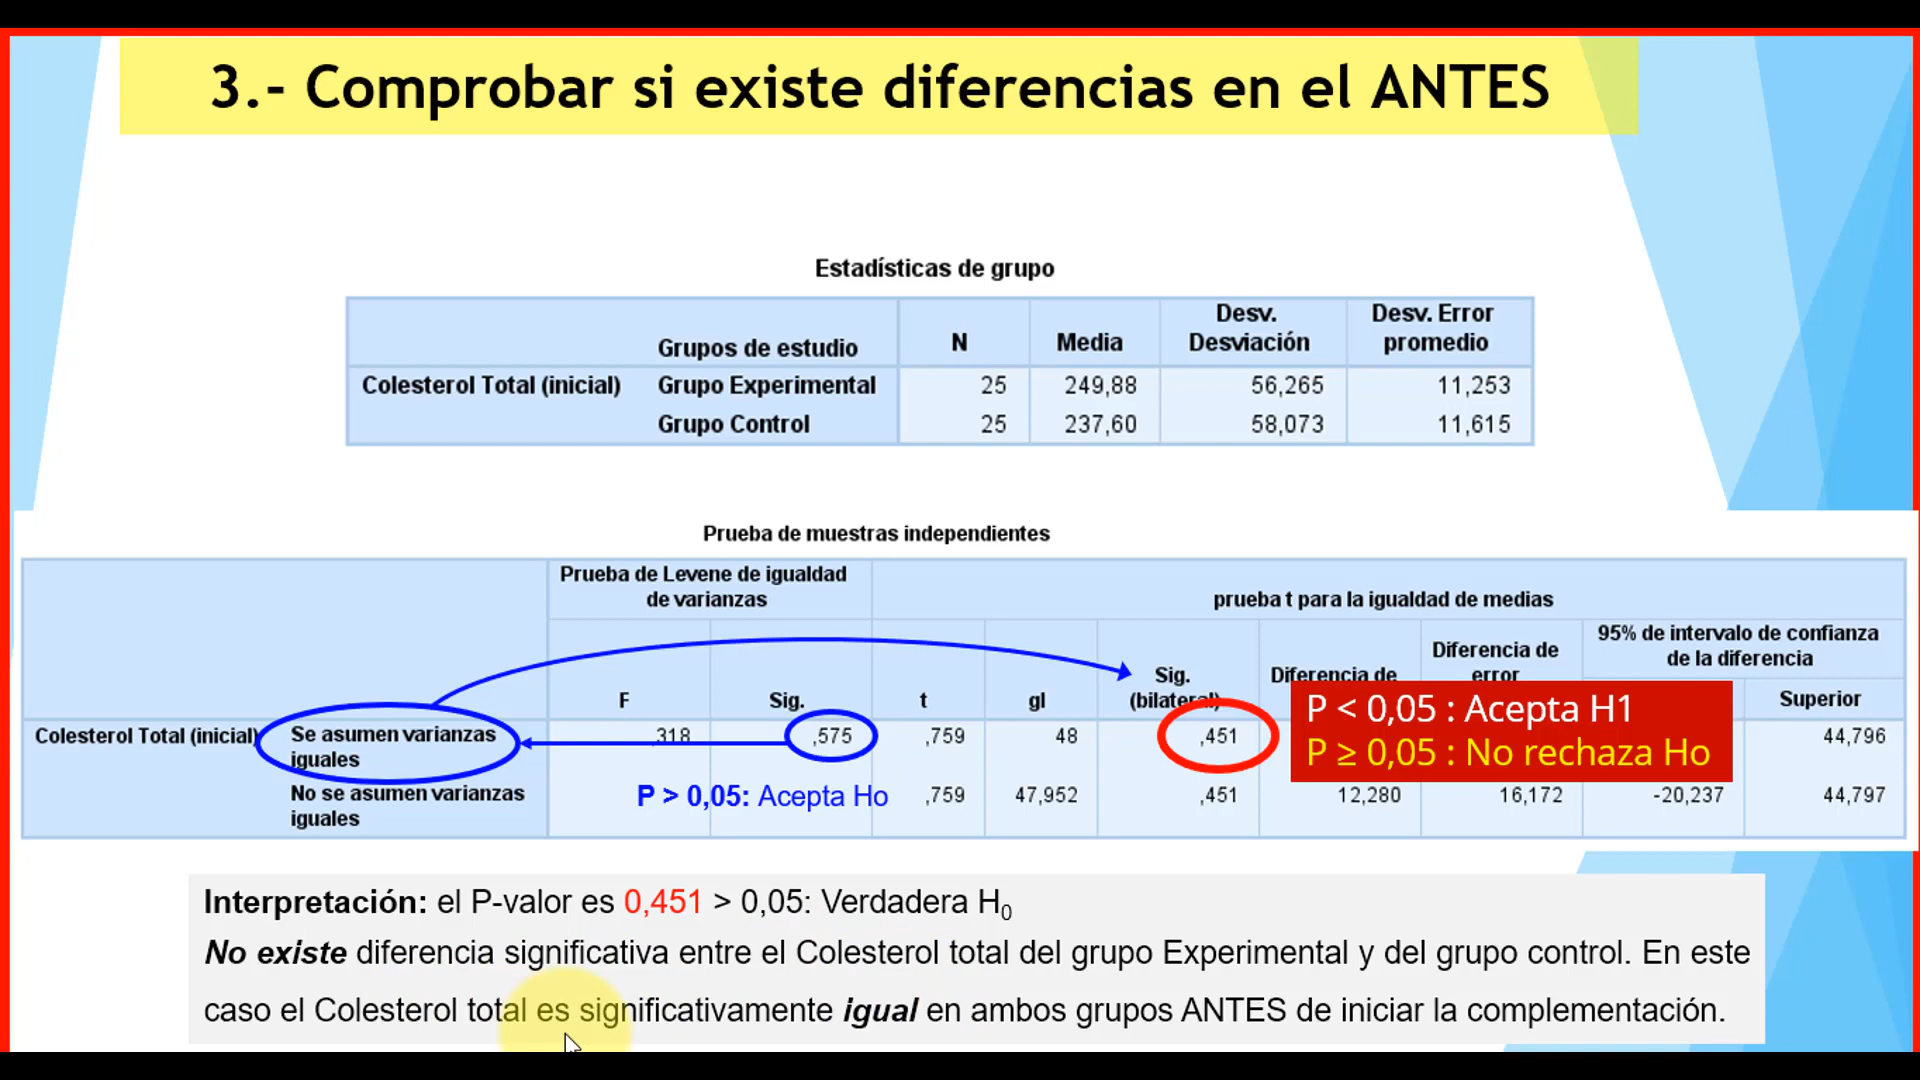 3.- Comprobar si existe diferencias en el ANTES
Estadísticas de grupo
Grupos de estudio N Media Desv. Desviación Desv. Error promedio
Colesterol Total (inicial) Grupo Experimental 25 249,88 56,265 11,253
Grupo Control 25 237,60 58,073 11,615
Prueba de muestras independientes
Prueba de Levene de igualdad de varianzas
prueba t para la igualdad de medias
F Sig. t gl Sig. (bilateral) Diferencia de Diferencia de error 95% de intervalo de confianza de la diferencia
Superior
Colesterol Total (inicial) Se asumen varianzas iguales ,318 ,575 ,759 48 ,451 44,796
No se asumen varianzas iguales ,759 47,952 ,451 12,280 16,172 -20,237 44,797
P > 0,05: Acepta Ho
P < 0,05 : Acepta H1
P ≥ 0,05 : No rechaza Ho
Interpretación: el P-valor es 0,451 > 0,05: Verdadera H0
No existe diferencia significativa entre el Colesterol total del grupo Experimental y del grupo control. En este
caso el Colesterol total es significativamente igual en ambos grupos ANTES de iniciar la complementación.